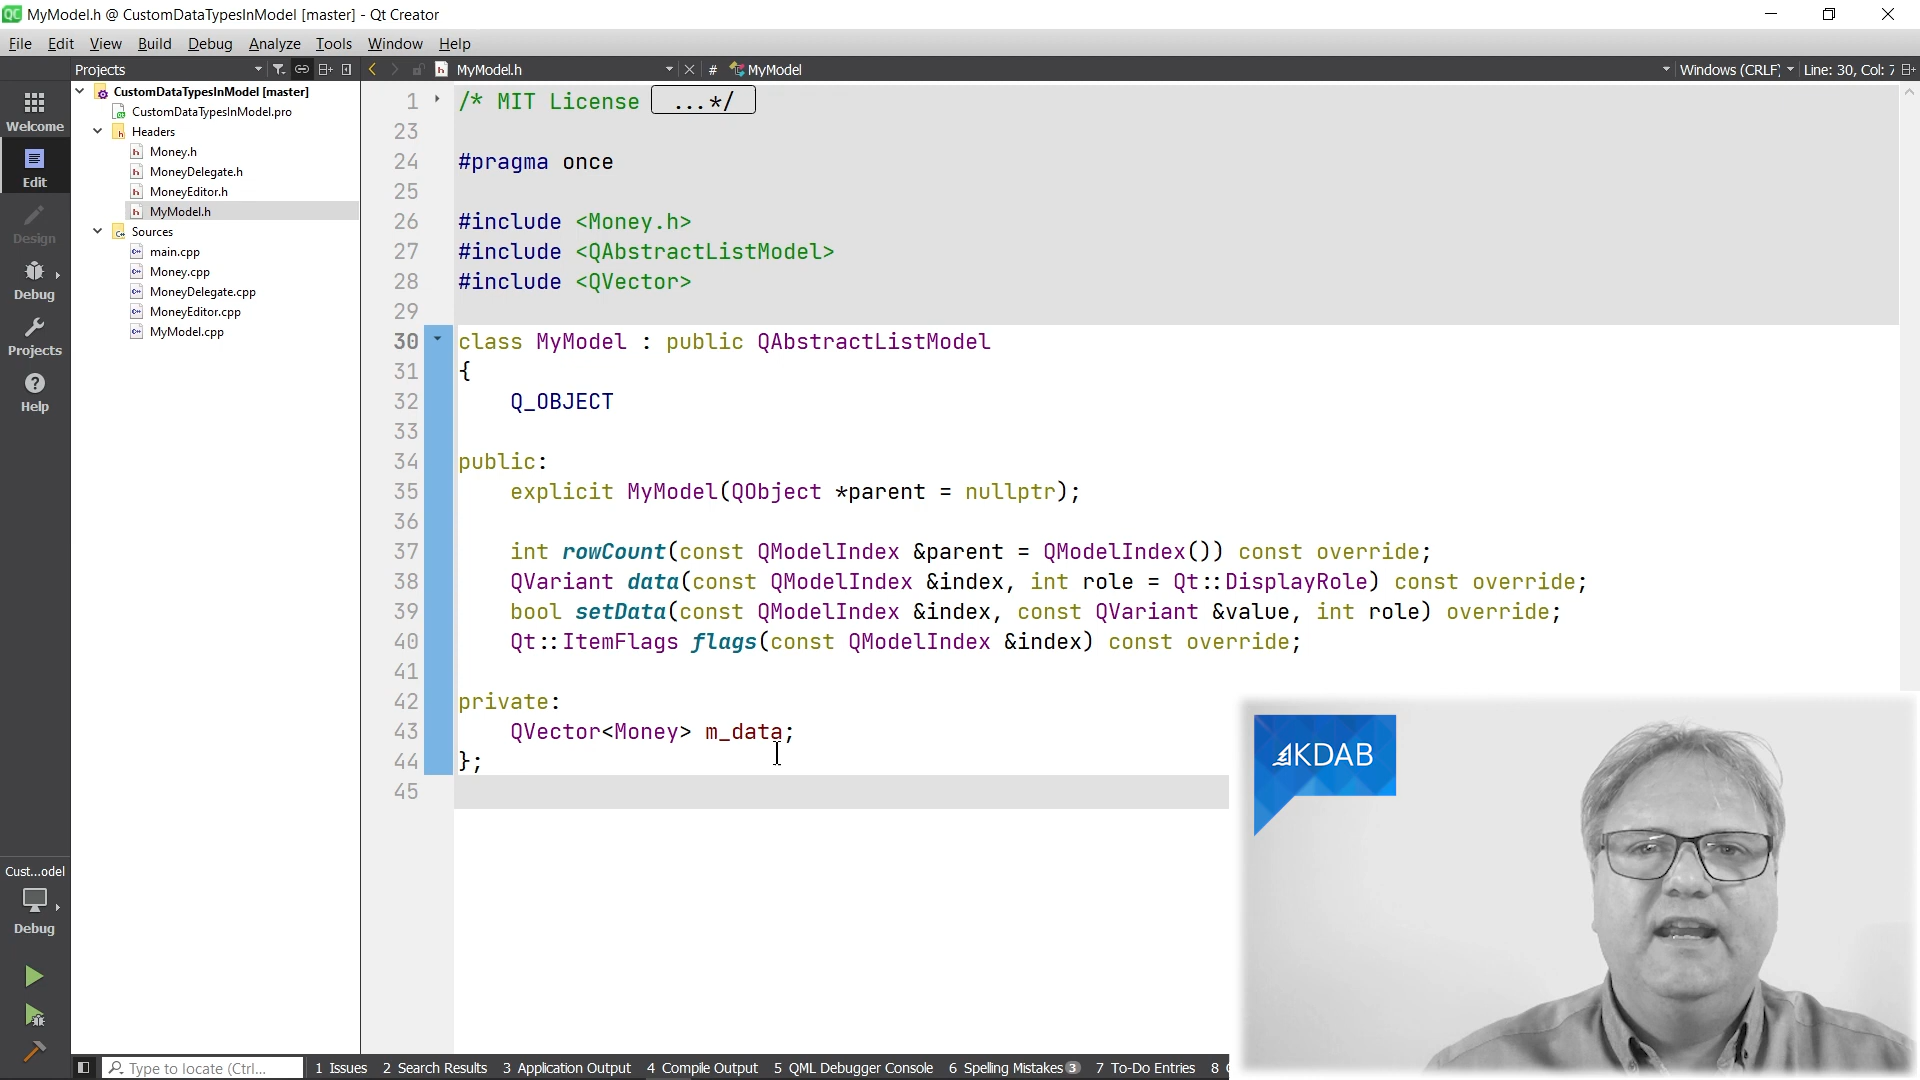 MyModel.h @ CustomDataTypesInModel [master] - Qt Creator
File Edit View Build Debug Analyze Tools Window Help
Projects MyModel.h # MyModel Windows (CRLF) Line: 30, Col: 7
Welcome
Edit
Design
Debug
Projects
Help
CustomDataTypesInModel [master]
CustomDataTypesInModel.pro
Headers
Money.h
MoneyDelegate.h
MoneyEditor.h
MyModel.h
Sources
main.cpp
Money.cpp
MoneyDelegate.cpp
MoneyEditor.cpp
MyModel.cpp
1 /* MIT License ...*/
23
24 #pragma once
25
26 #include <Money.h>
27 #include <QAbstractListModel>
28 #include <QVector>
29
30 class MyModel : public QAbstractListModel
31 {
32 Q_OBJECT
33
34 public:
35 explicit MyModel(QObject *parent = nullptr);
36
37 int rowCount(const QModelIndex &parent = QModelIndex()) const override;
38 QVariant data(const QModelIndex &index, int role = Qt::DisplayRole) const override;
39 bool setData(const QModelIndex &index, const QVariant &value, int role) override;
40 Qt::ItemFlags flags(const QModelIndex &index) const override;
41
42 private:
43 QVector<Money> m_data;
44 };
45
KDAB
Cust...odel
Debug
Type to locate (Ctrl... 1 Issues 2 Search Results 3 Application Output 4 Compile Output 5 QML Debugger Console 6 Spelling Mistakes 3 7 To-Do Entries 8